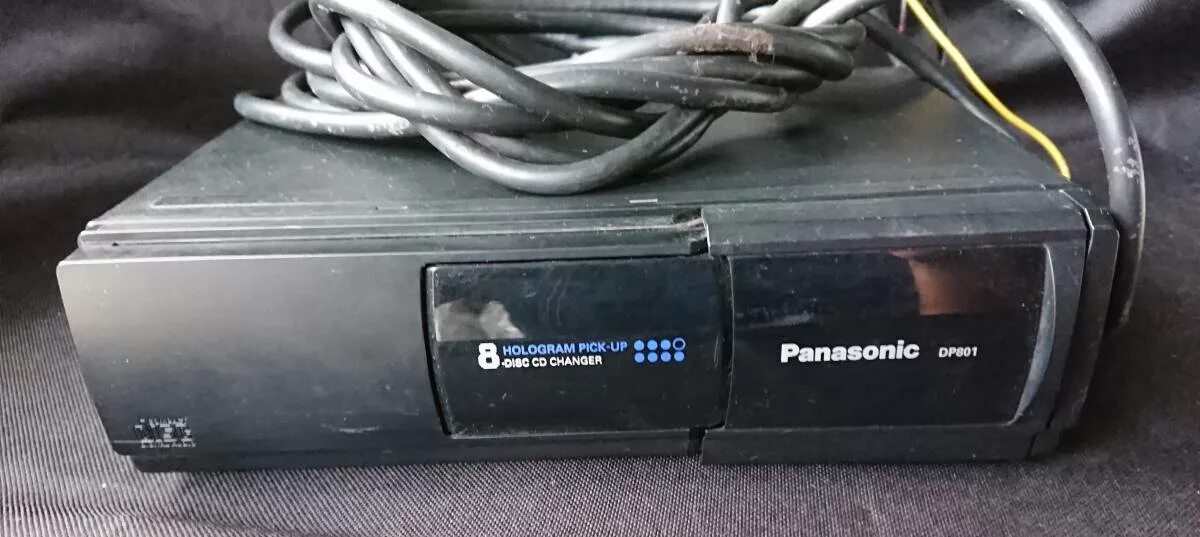 8 HOLOGRAM PICK-UP
-DISC CD CHANGER
Panasonic DP801